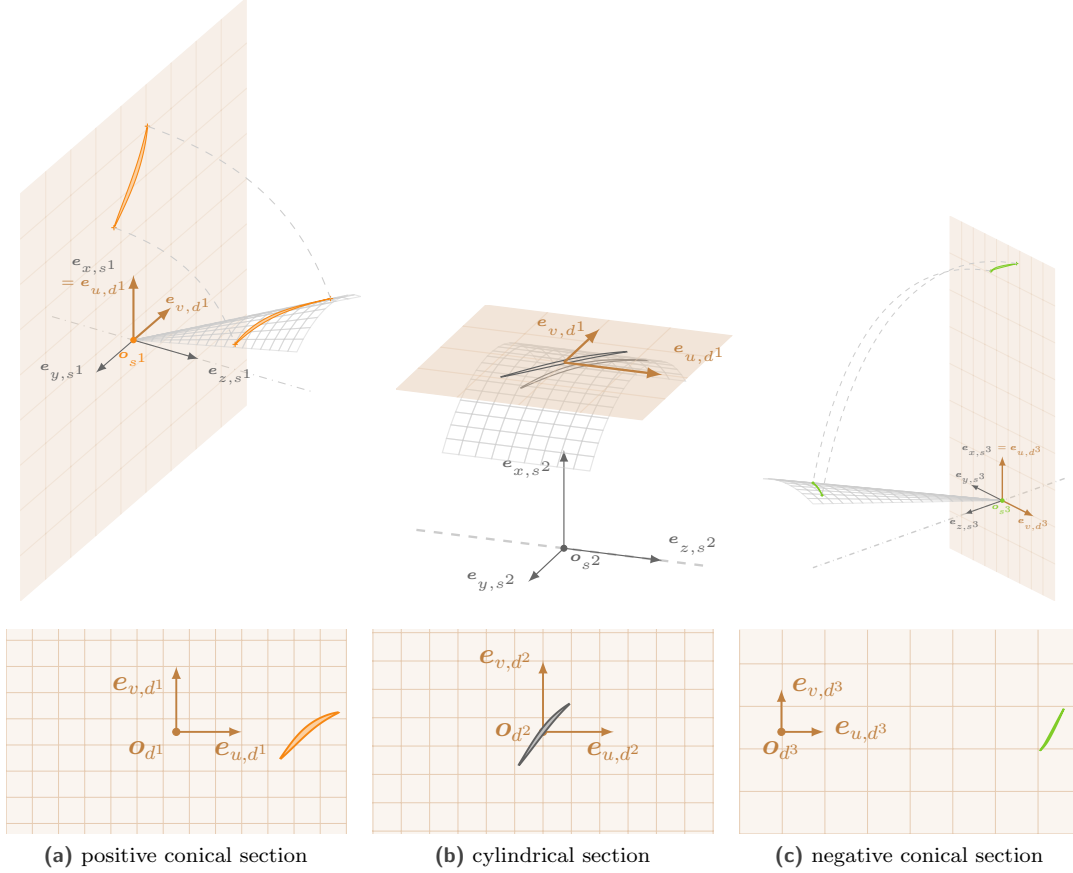 e_{x,s^1}
= e_{u,d^1}
e_{v,d^1}
o_{s^1}
e_{y,s^1}
e_{z,s^1}
e_{v,d^1}
e_{u,d^1}
e_{x,s^2}
e_{z,s^2}
o_{s^2}
e_{y,s^2}
e_{x,s^3} = e_{u,d^3}
e_{y,s^3}
o_{s^3}
e_{z,s^3}
e_{v,d^3}
e_{v,d^1}
o_{d^1}
e_{u,d^1}
e_{v,d^2}
o_{d^2}
e_{u,d^2}
e_{v,d^3}
e_{u,d^3}
o_{d^3}
(a) positive conical section
(b) cylindrical section
(c) negative conical section